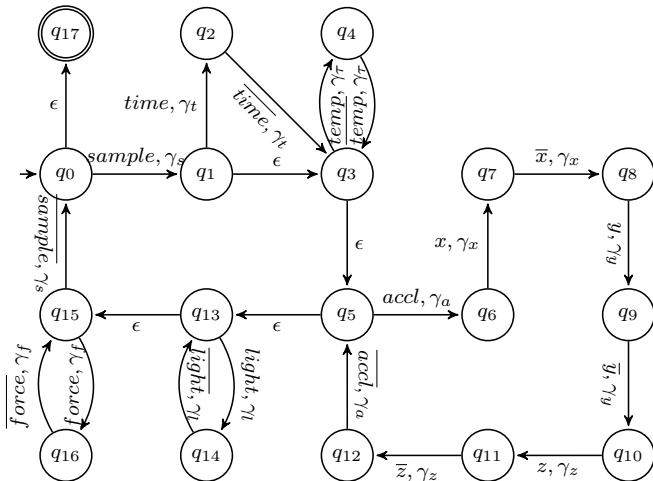 q17
q2
q4
ϵ
time, γt
time̅, γt
temp̅, γτ
temp, γτ
q0
sample, γs
q1
ϵ
q3
q7
x̅, γx
q8
sample̅, γs
ϵ
x, γx
y, γy
q15
ϵ
q13
ϵ
q5
accl, γa
q6
q9
force̅, γf
force, γf
light̅, γl
light, γl
accl̅, γa
y̅, γy
q16
q14
q12
z̅, γz
q11
z, γz
q10